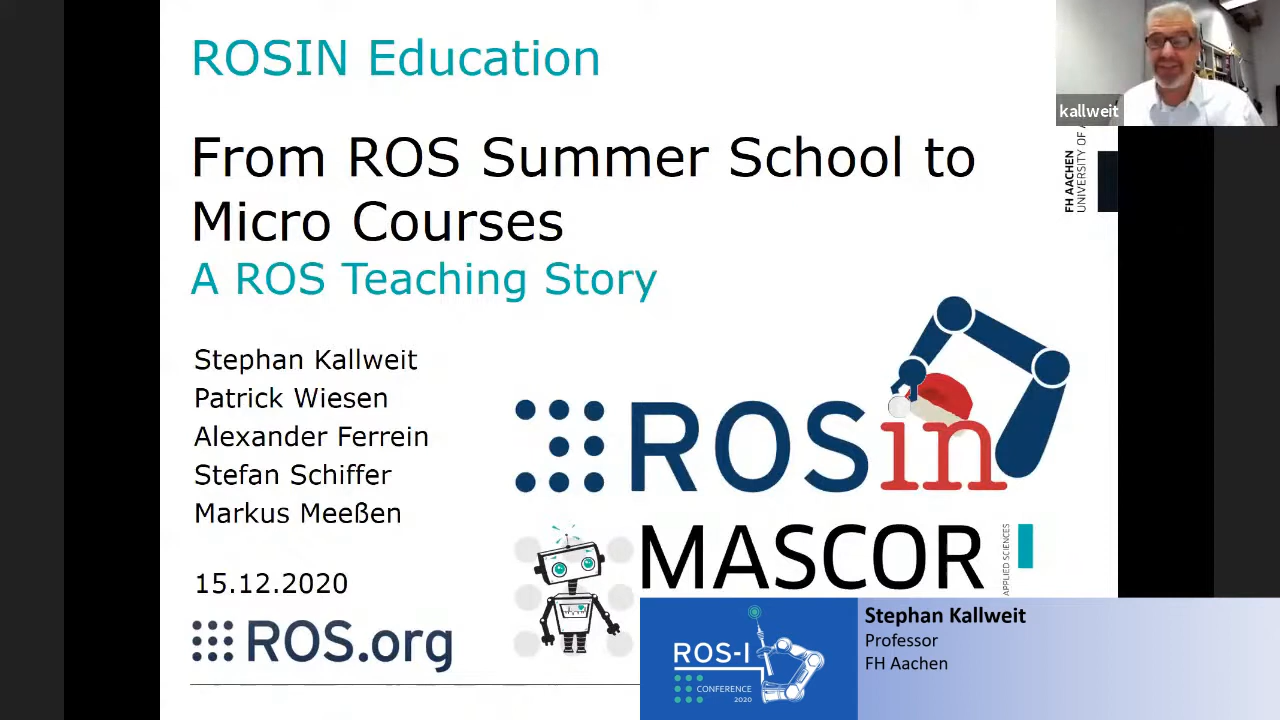 ROSIN Education
From ROS Summer School to
Micro Courses
A ROS Teaching Story
Stephan Kallweit
Patrick Wiesen
Alexander Ferrein
Stefan Schiffer
Markus Meeßen
15.12.2020
ROS.org
ROSin
MASCOR
APPLIED SCIENCES
FH AACHEN
UNIVERSITY OF
kallweit
ROS-I
CONFERENCE
2020
Stephan Kallweit
Professor
FH Aachen